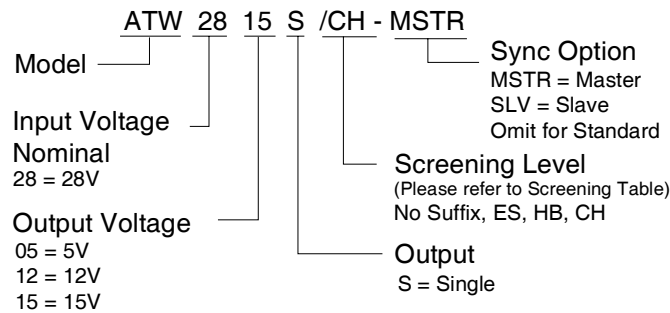 ATW 28 15 S /CH - MSTR
Model
Input Voltage
Nominal
28 = 28V
Output Voltage
05 = 5V
12 = 12V
15 = 15V
Sync Option
MSTR = Master
SLV = Slave
Omit for Standard
Screening Level
(Please refer to Screening Table)
No Suffix, ES, HB, CH
Output
S = Single